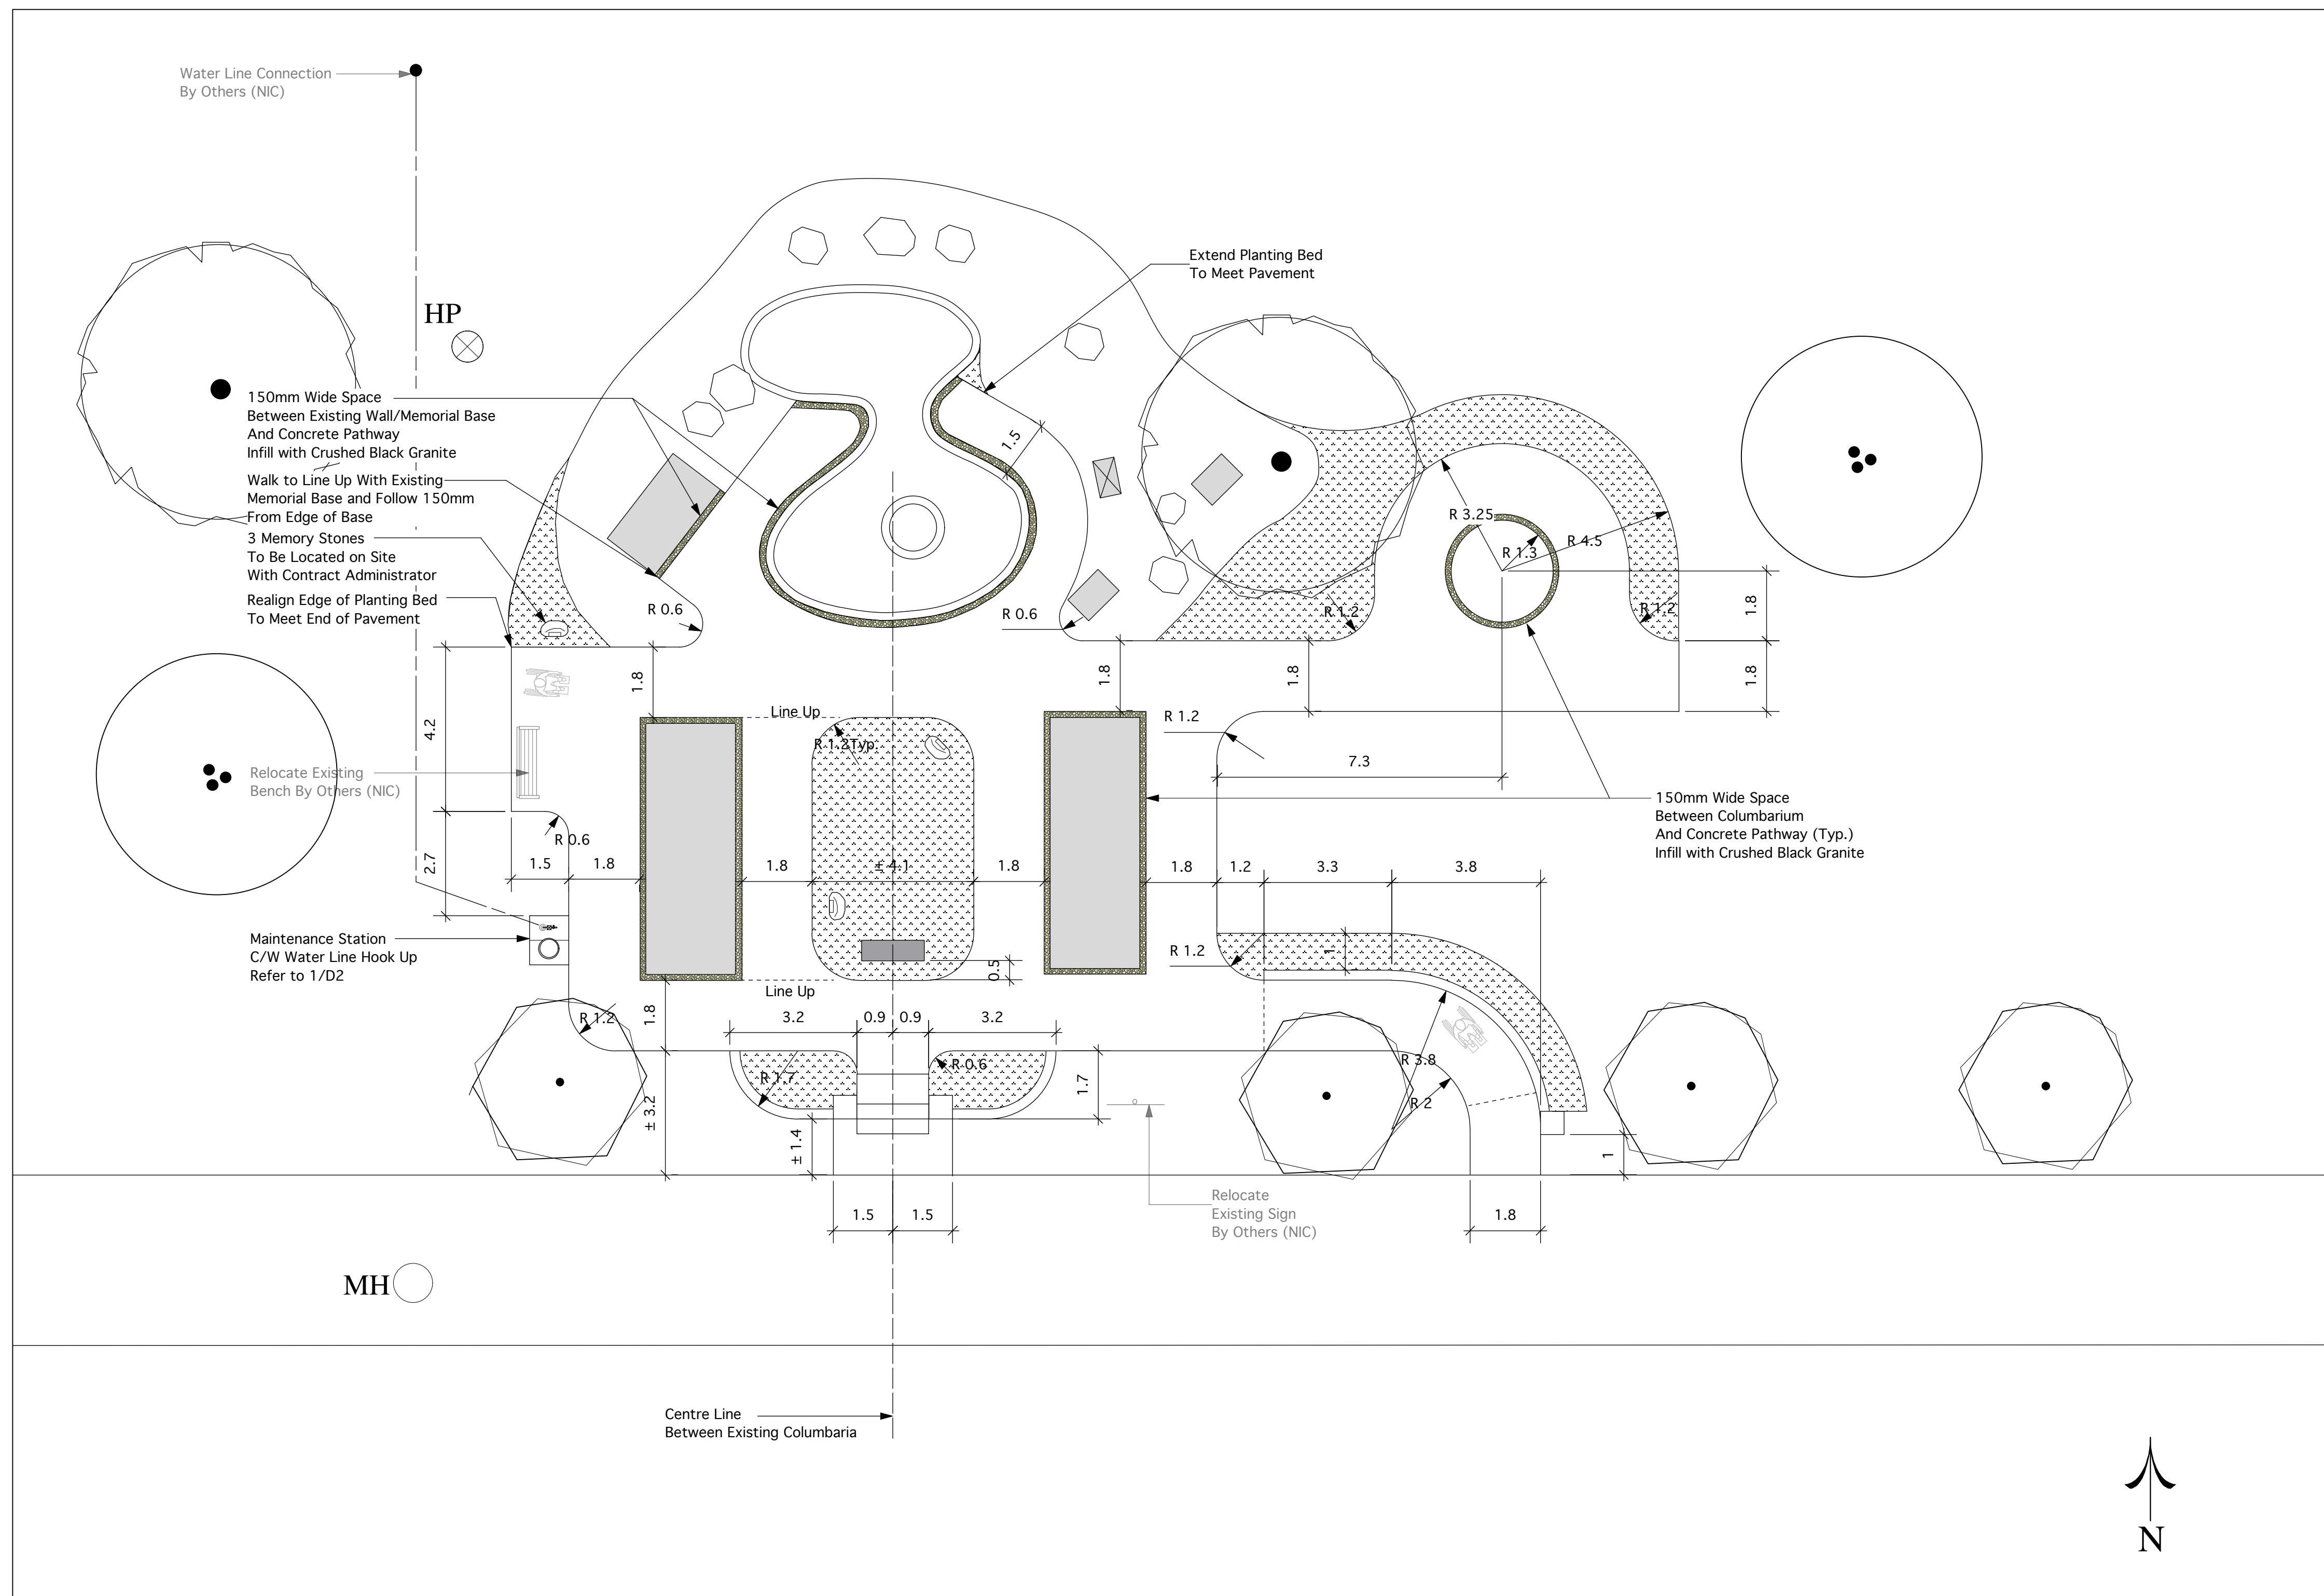 Water Line Connection
By Others (NIC)
HP
Extend Planting Bed
To Meet Pavement
150mm Wide Space
Between Existing Wall/Memorial Base
And Concrete Pathway
Infill with Crushed Black Granite
Walk to Line Up With Existing
Memorial Base and Follow 150mm
From Edge of Base
3 Memory Stones
To Be Located on Site
With Contract Administrator
Realign Edge of Planting Bed
To Meet End of Pavement
1.5
R 3.25
R 4.5
R 1.3
R 0.6
R 0.6
R 1.2
R 1.2
1.8
1.8
1.8
1.8
1.8
4.2
Line Up
R 1.2
R 1.2Typ.
7.3
Relocate Existing
Bench By Others (NIC)
150mm Wide Space
Between Columbarium
And Concrete Pathway (Typ.)
Infill with Crushed Black Granite
R 0.6
2.7
1.5
1.8
1.8
± 4.1
1.8
1.8
1.2
3.3
3.8
Maintenance Station
C/W Water Line Hook Up
Refer to 1/D2
R 1.2
1
0.5
Line Up
R 1.2
1.8
3.2
0.9
0.9
3.2
R 1.7
R 0.6
1.7
R 3.8
R 2
± 3.2
± 1.4
1
Relocate
Existing Sign
By Others (NIC)
1.5
1.5
1.8
MH
Centre Line
Between Existing Columbaria
N